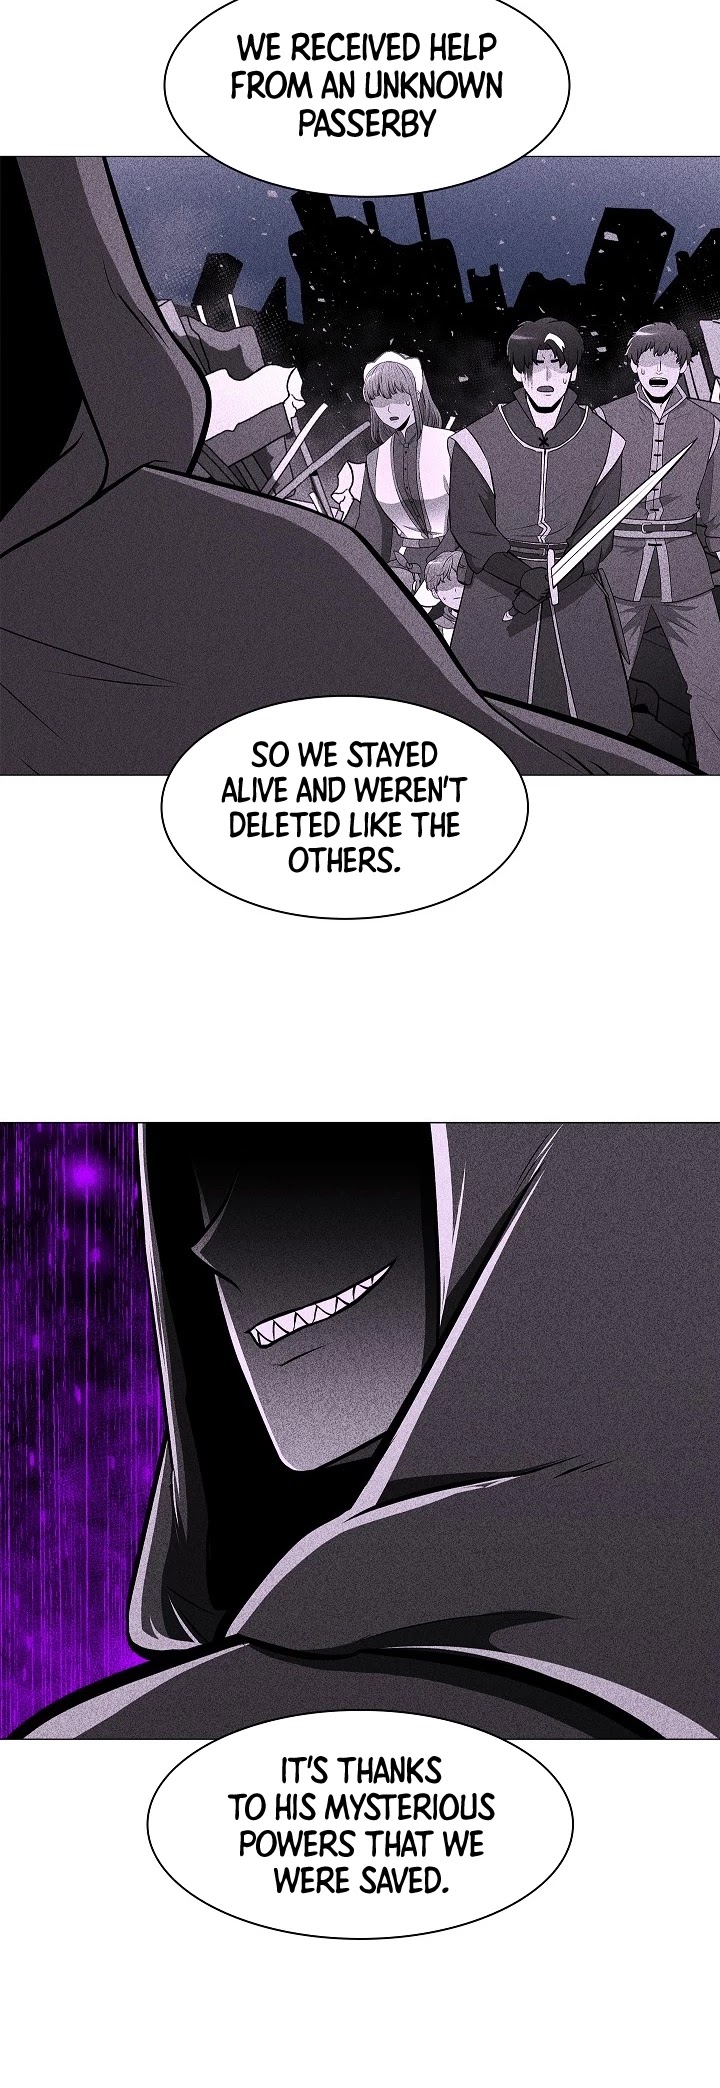 WE RECEIVED HELP
FROM AN UNKNOWN
PASSERBY
SO WE STAYED
ALIVE AND WEREN'T
DELETED LIKE THE
OTHERS.
IT'S THANKS
TO HIS MYSTERIOUS
POWERS THAT WE
WERE SAVED.